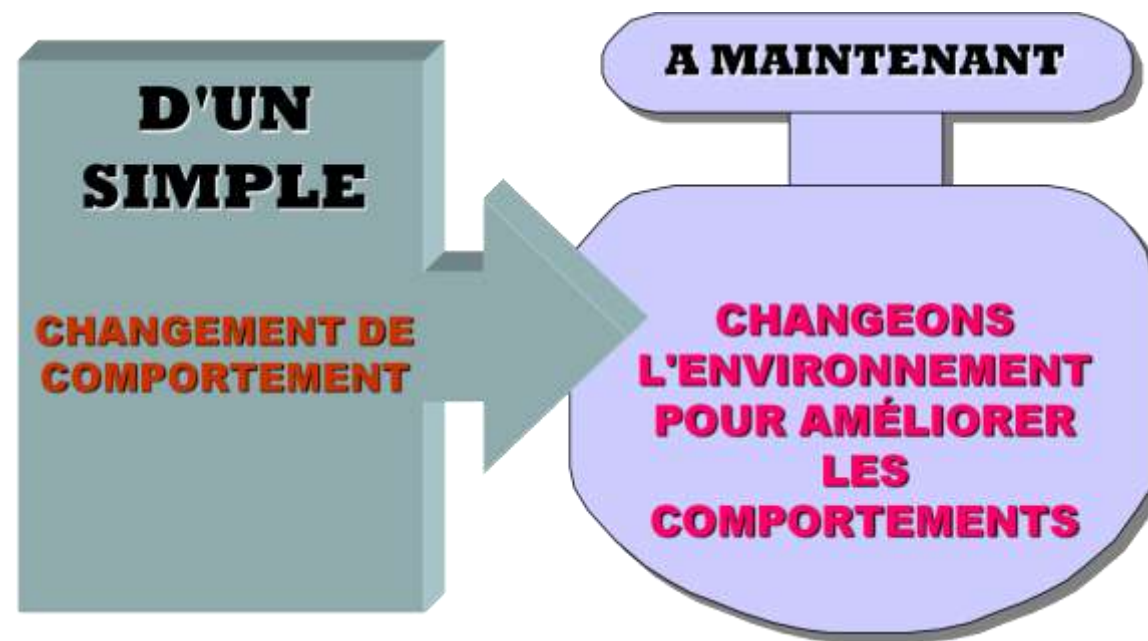 D'UN
SIMPLE
CHANGEMENT DE
COMPORTEMENT
A MAINTENANT
CHANGEONS
L'ENVIRONNEMENT
POUR AMÉLIORER
LES
COMPORTEMENTS